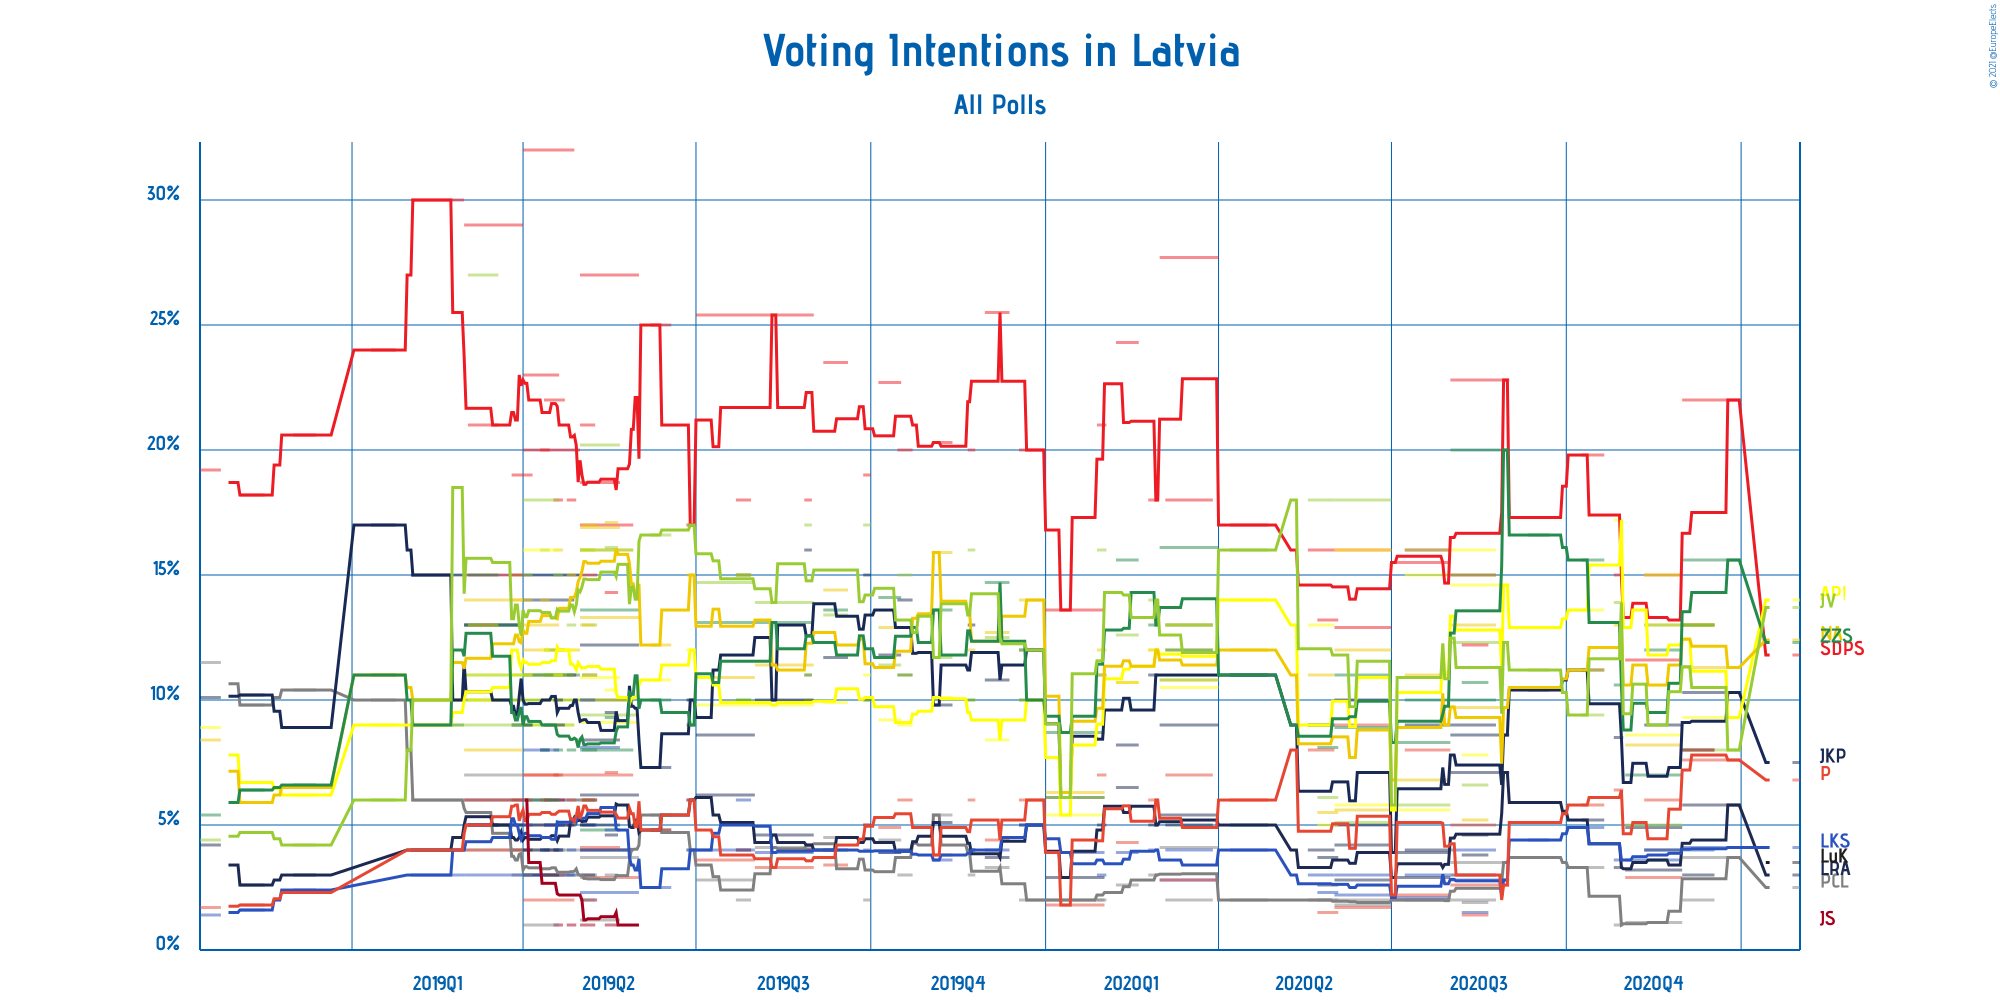 Voting Intentions in Latvia
All Polls
© 2021 @EuropeElects
30%
25%
20%
15%
10%
5%
0%
API
JV
ZZS
SDPS
JKP
P
LKS
LuK
LRA
PCL
JS
2019Q1
2019Q2
2019Q3
2019Q4
2020Q1
2020Q2
2020Q3
2020Q4